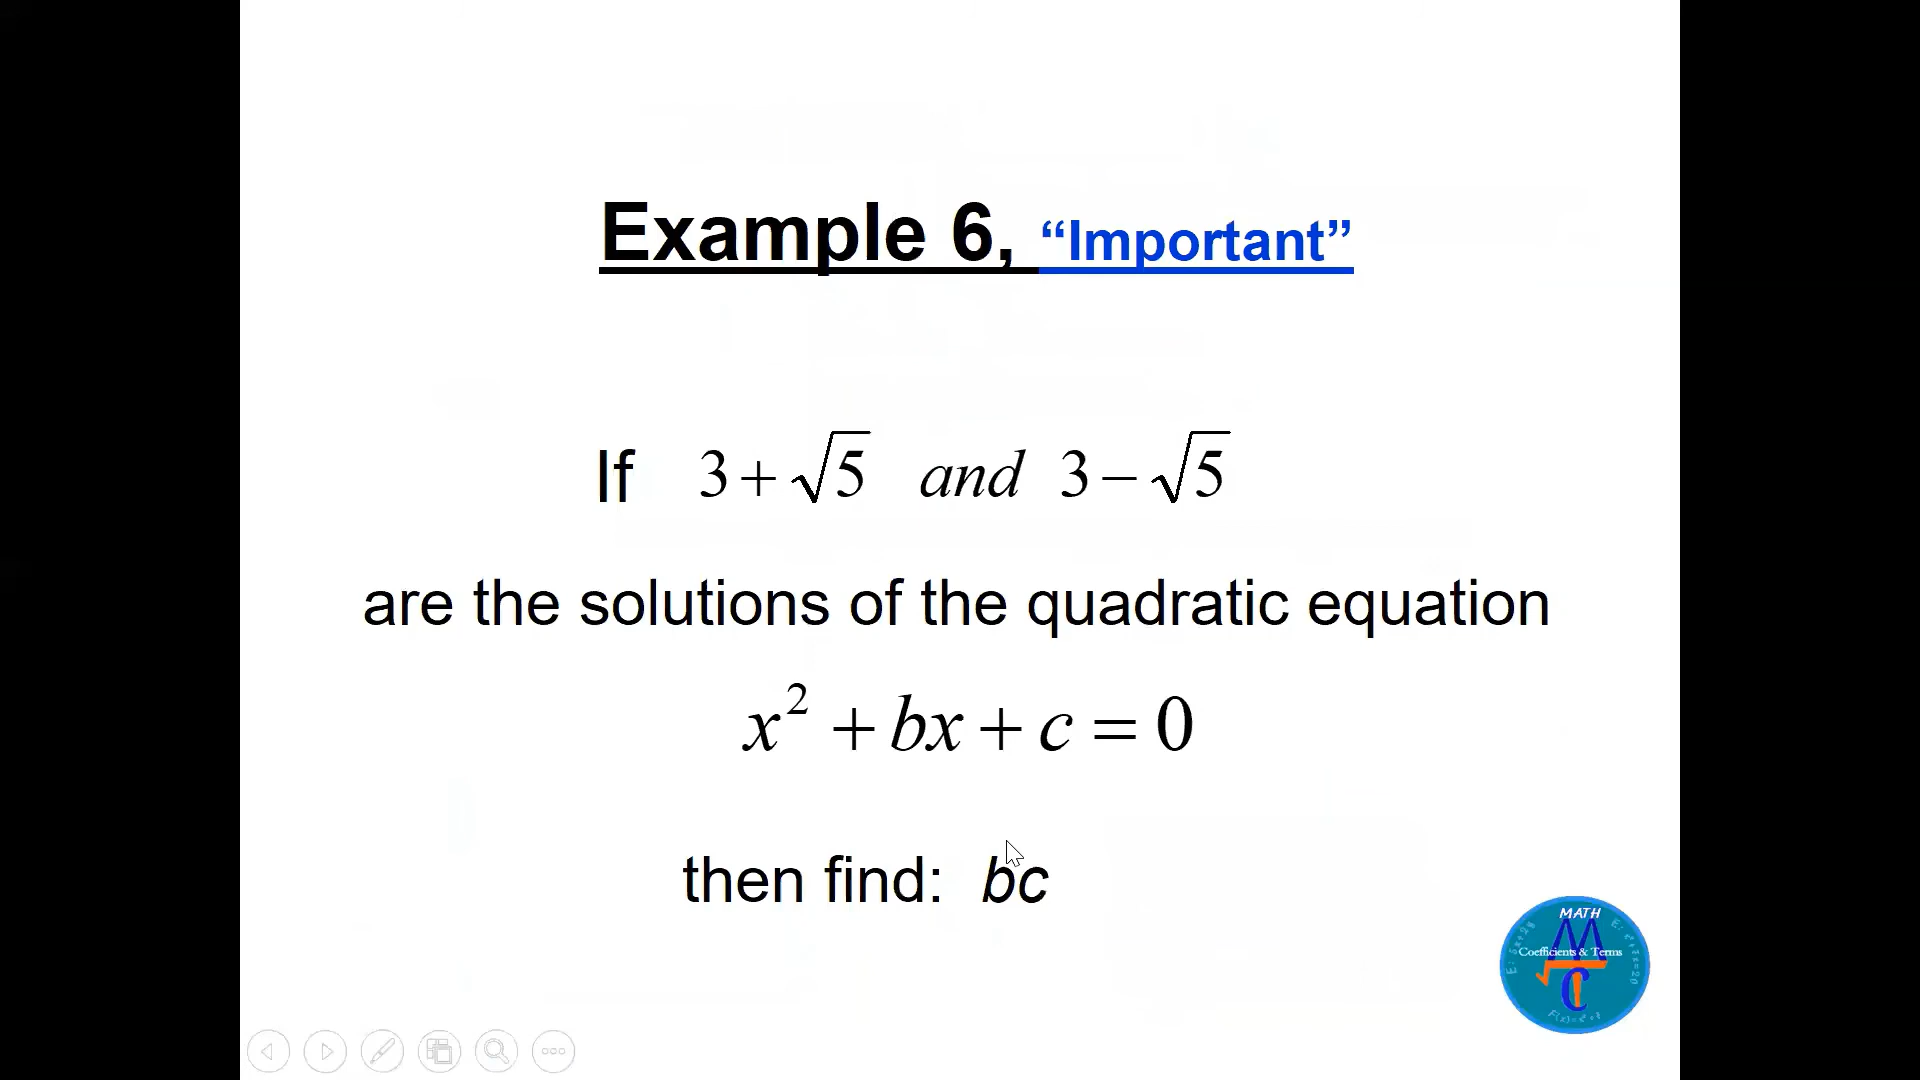 Example 6, “Important”
If 3 + √5 and 3 − √5
are the solutions of the quadratic equation
x² + bx + c = 0
then find: bc
MATH
Coefficients & Terms